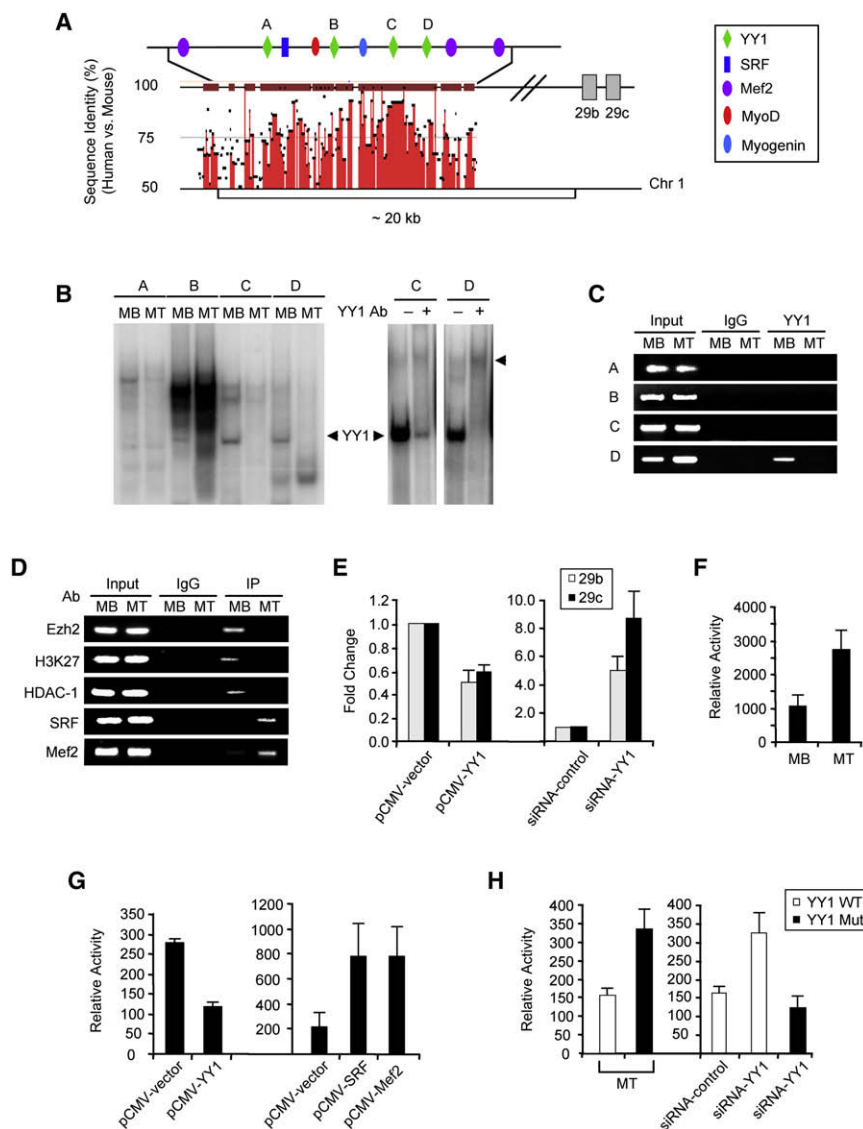 A
A B C D
YY1
SRF
Mef2
MyoD
Myogenin
Sequence Identity (%)
(Human vs. Mouse)
100
75
50
29b 29c
Chr 1
~ 20 kb
B
A B C D
MB MT MB MT MB MT MB MT
YY1
C D
YY1 Ab – + – +
C
Input IgG YY1
MB MT MB MT MB MT
A
B
C
D
D
Ab Input IgG IP
MB MT MB MT MB MT
Ezh2
H3K27
HDAC-1
SRF
Mef2
E
29b
29c
Fold Change
1.0
0.8
0.6
0.4
0.2
0.0
pCMV-vector
pCMV-YY1
10.0
8.0
6.0
4.0
2.0
siRNA-control
siRNA-YY1
F
Relative Activity
4000
3000
2000
1000
0
MB MT
G
Relative Activity
350
300
250
200
150
100
50
0
pCMV-vector
pCMV-YY1
1200
1000
800
600
400
200
pCMV-vector
pCMV-SRF
pCMV-Mef2
H
YY1 WT
YY1 Mut
Relative Activity
400
350
300
250
200
150
100
50
0
MT
400
350
300
250
200
150
100
50
siRNA-control
siRNA-YY1
siRNA-YY1